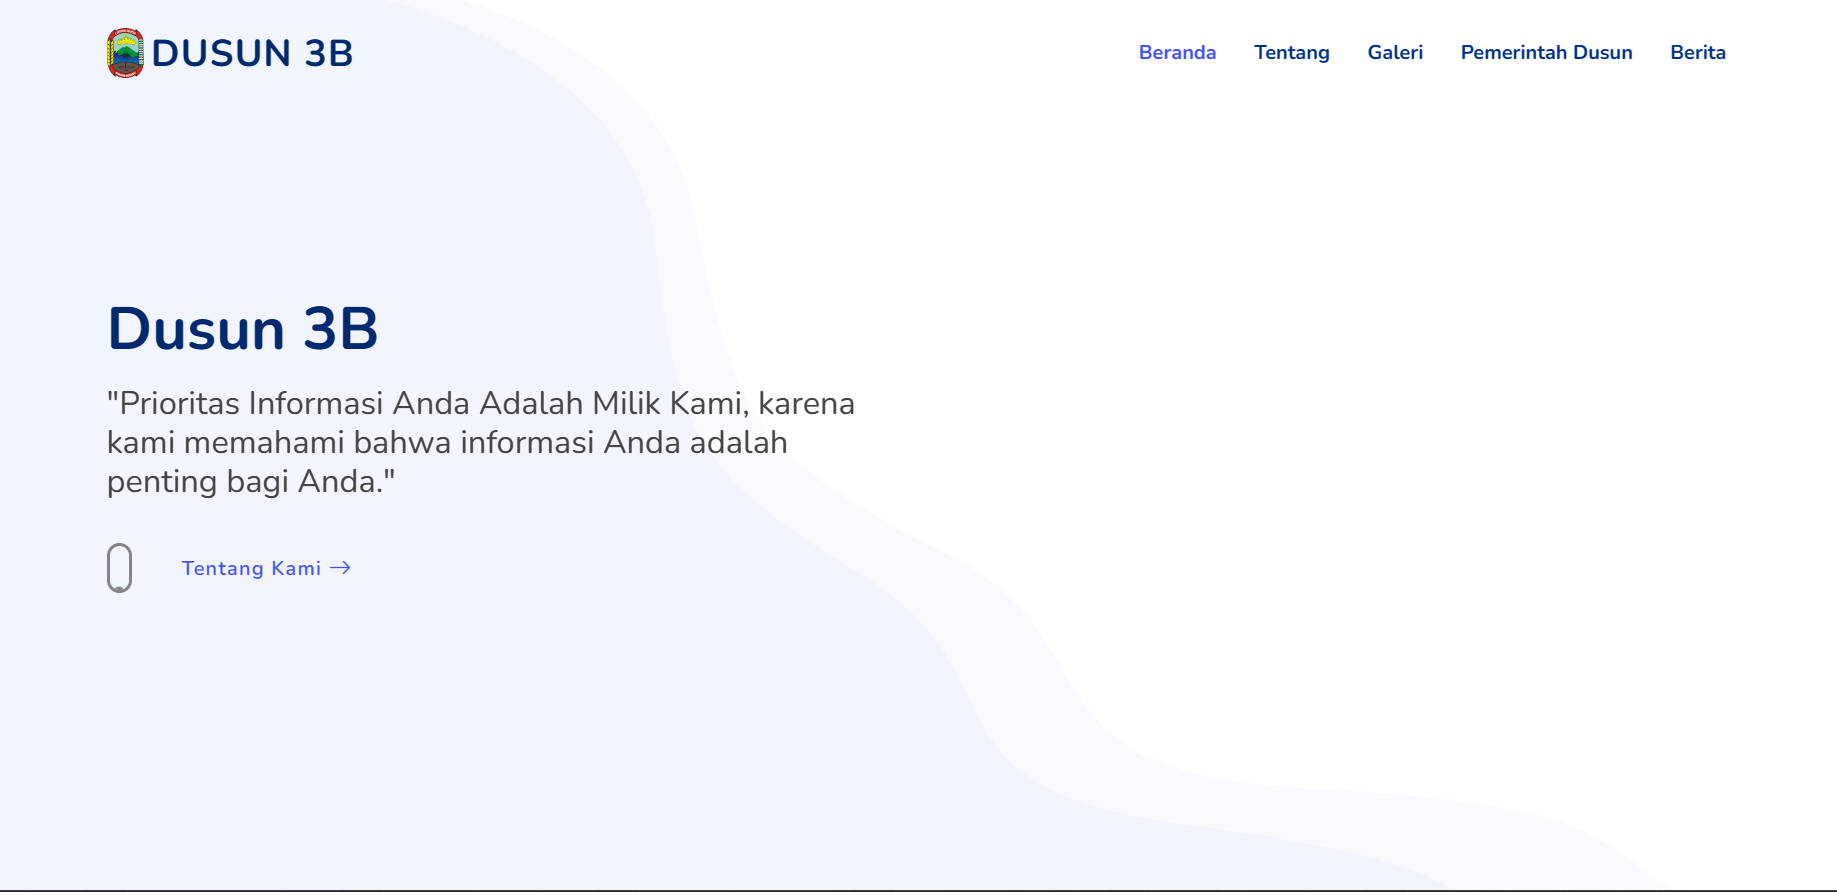 DUSUN 3B
Beranda Tentang Galeri Pemerintah Dusun Berita
Dusun 3B
"Prioritas Informasi Anda Adalah Milik Kami, karena
kami memahami bahwa informasi Anda adalah
penting bagi Anda."
Tentang Kami →